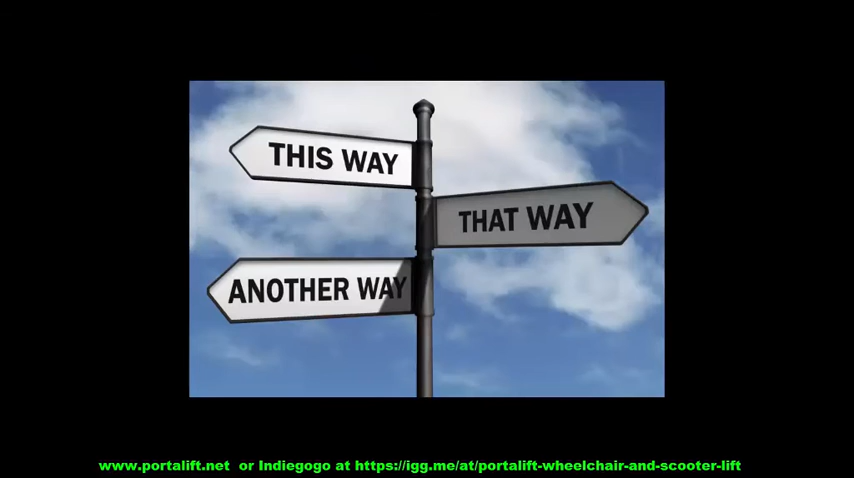 THIS WAY
THAT WAY
ANOTHER WAY
www.portalift.net or Indiegogo at https://igg.me/at/portalift-wheelchair-and-scooter-lift